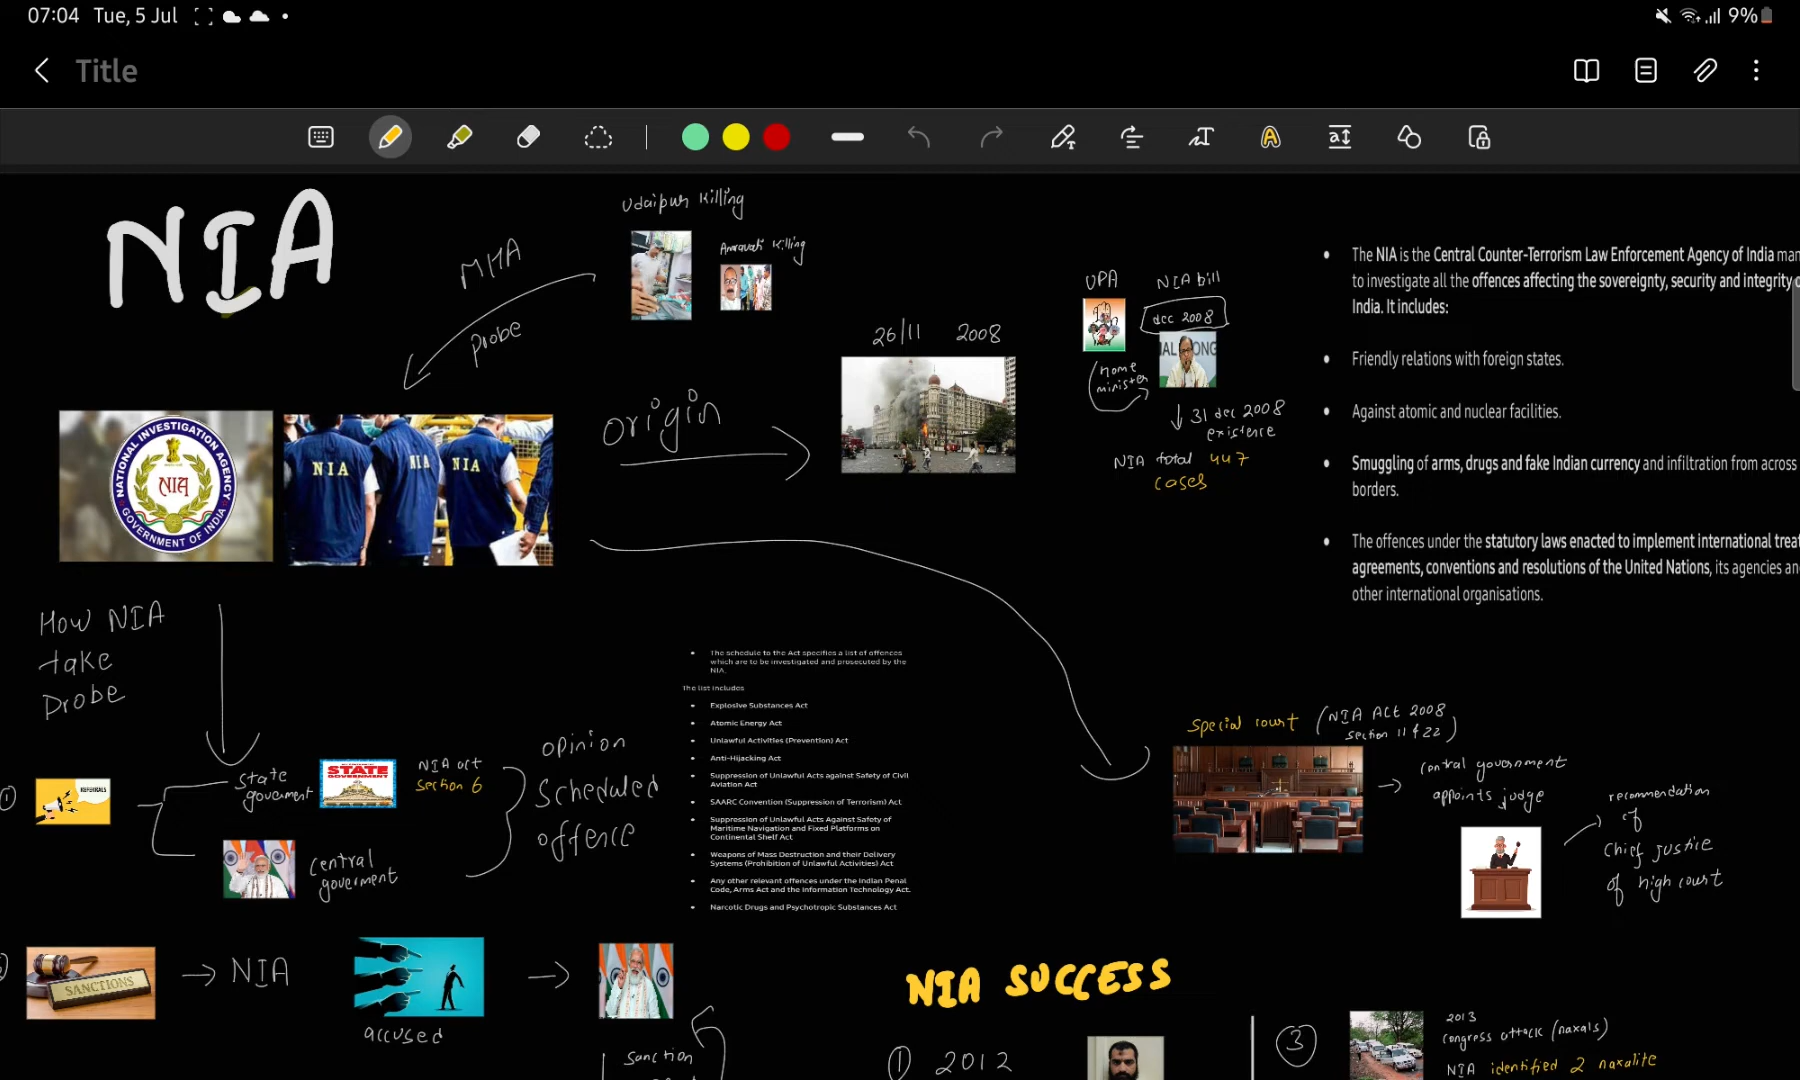 07:04 Tue, 5 Jul
9%
Title
NIA
Udaipur killing
Amravati killing
MHA
probe
UPA
NIA bill
dec 2008
home
minister
26/11 2008
origin
31 dec 2008
existence
NIA total 447
cases
The NIA is the Central Counter-Terrorism Law Enforcement Agency of India
to investigate all the offences affecting the sovereignty, security and integrity
India. It includes:
Friendly relations with foreign states.
Against atomic and nuclear facilities.
Smuggling of arms, drugs and fake Indian currency and infiltration from across
borders.
The offences under the statutory laws enacted to implement international
agreements, conventions and resolutions of the United Nations, its agencies
other international organisations.
NATIONAL INVESTIGATION AGENCY
NIA
GOVERNMENT OF INDIA
NIA
NIA
NIA
How NIA
take
Probe
The schedule to the Act specifies a list of offences
which are to be investigated and prosecuted by the
NIA.
The list includes
Explosive Substances Act
Atomic Energy Act
Unlawful Activities (Prevention) Act
Anti-Hijacking Act
Suppression of Unlawful Acts against Safety of Civil
Aviation Act
SAARC Convention (Suppression of Terrorism) Act
Suppression of Unlawful Acts Against Safety of
Maritime Navigation and Fixed Platforms on
Continental Shelf Act
Weapons of Mass Destruction and their Delivery
Systems (Prohibition of Unlawful Activities) Act
Any other relevant offences under the Indian Penal
Code, Arms Act and the Information Technology Act.
Narcotic Drugs and Psychotropic Substances Act
1
REFERRALS
state
goverment
STATE
GOVERNMENT
NIA act
section 6
central
goverment
opinion
Scheduled
offence
special court (NIA Act 2008
section 11 & 22)
central government
appoints judge
recommendation
of
chief justice
of high court
SANCTIONS
NIA
accused
sanction
NIA SUCCESS
1 2012
3
2013
congress attack (naxals)
NIA identified 2 naxalite